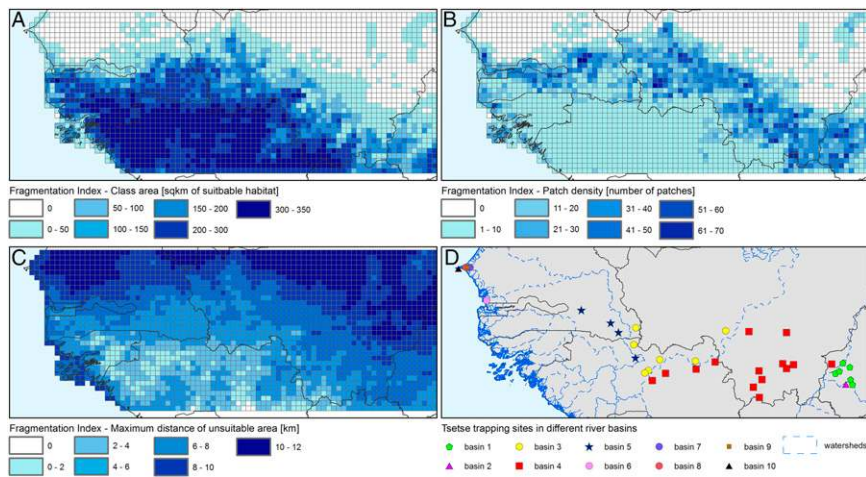 A
B
Fragmentation Index - Class area [sqkm of suitbable habitat]
0 50 - 100 150 - 200 300 - 350
0 - 50 100 - 150 200 - 300
Fragmentation Index - Patch density [number of patches]
0 11 - 20 31 - 40 51 - 60
1 - 10 21 - 30 41 - 50 61 - 70
C
D
Fragmentation Index - Maximum distance of unsuitable area [km]
0 2 - 4 6 - 8 10 - 12
0 - 2 4 - 6 8 - 10
Tsetse trapping sites in different river basins
basin 1 basin 3 basin 5 basin 7 basin 9 watersheds
basin 2 basin 4 basin 6 basin 8 basin 10